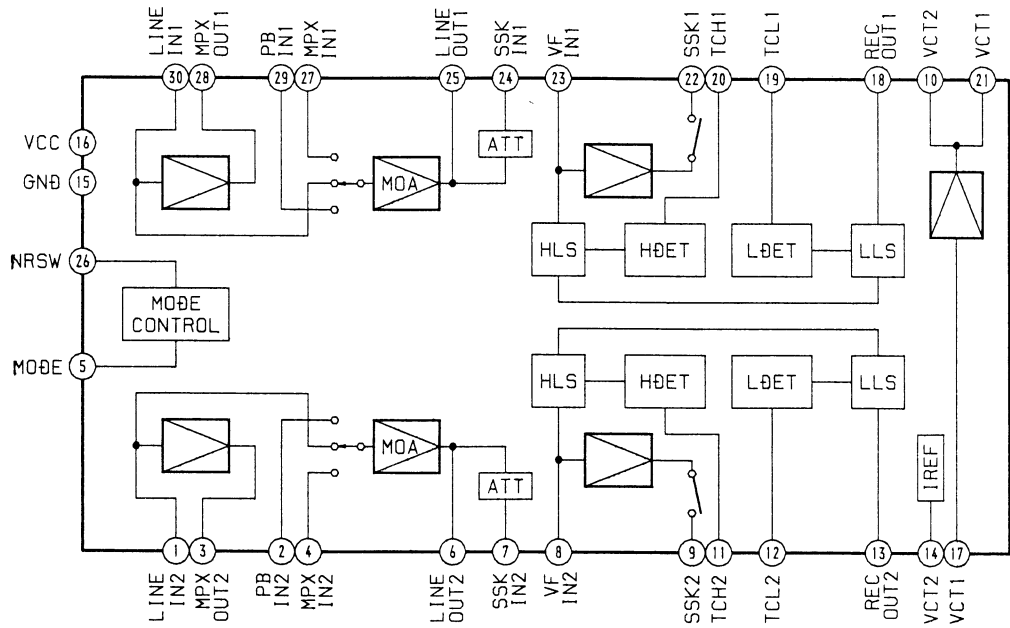 LINE IN1
MPX OUT1
PB IN1
MPX IN1
LINE OUT1
SSK IN1
VF IN1
SSK1
TCH1
TCL1
REC OUT1
VCT2
VCT1
30
28
29
27
25
24
23
22
20
19
18
10
21
VCC 16
GND 15
ATT
MOA
HLS
HDET
LDET
LLS
NRSW 26
MODE
CONTROL
MODE 5
HLS
HDET
LDET
LLS
MOA
ATT
IREF
1
3
2
4
6
7
8
9
11
12
13
14
17
LINE IN2
MPX OUT2
PB IN2
MPX IN2
LINE OUT2
SSK IN2
VF IN2
SSK2
TCH2
TCL2
REC OUT2
VCT2
VCT1